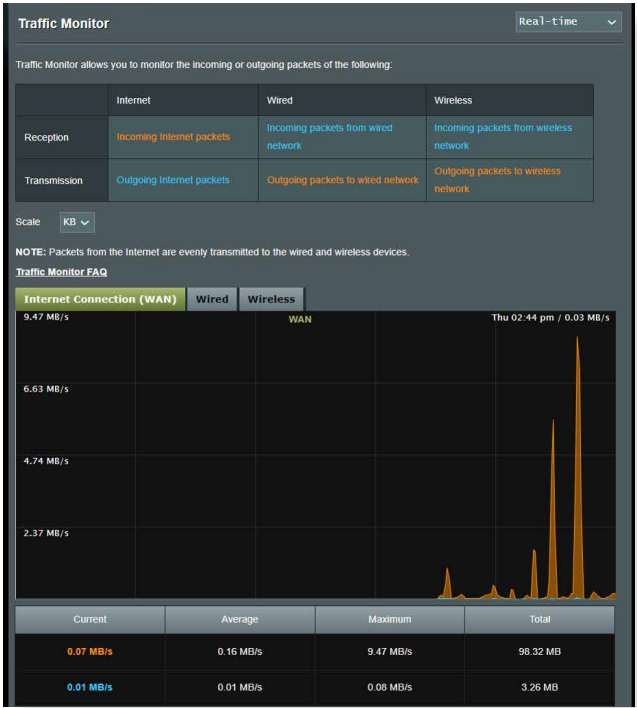 Traffic Monitor
Real-time
Traffic Monitor allows you to monitor the incoming or outgoing packets of the following:
Internet Wired Wireless
Reception Incoming Internet packets Incoming packets from wired network Incoming packets from wireless network
Transmission Outgoing Internet packets Outgoing packets to wired network Outgoing packets to wireless network
Scale KB
NOTE: Packets from the Internet are evenly transmitted to the wired and wireless devices.
Traffic Monitor FAQ
Internet Connection (WAN) Wired Wireless
9.47 MB/s WAN Thu 02:44 pm / 0.03 MB/s
6.63 MB/s
4.74 MB/s
2.37 MB/s
Current Average Maximum Total
0.07 MB/s 0.16 MB/s 9.47 MB/s 98.32 MB
0.01 MB/s 0.01 MB/s 0.08 MB/s 3.26 MB